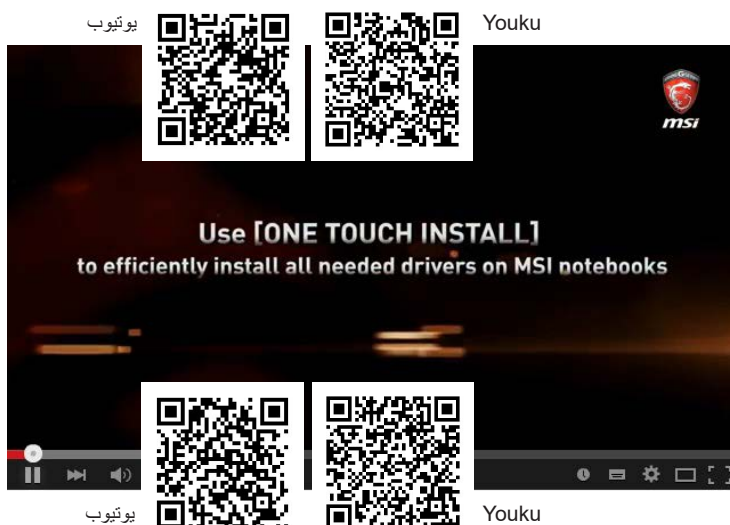 يوتيوب
Youku
msi
Use [ONE TOUCH INSTALL]
to efficiently install all needed drivers on MSI notebooks
يوتيوب
Youku